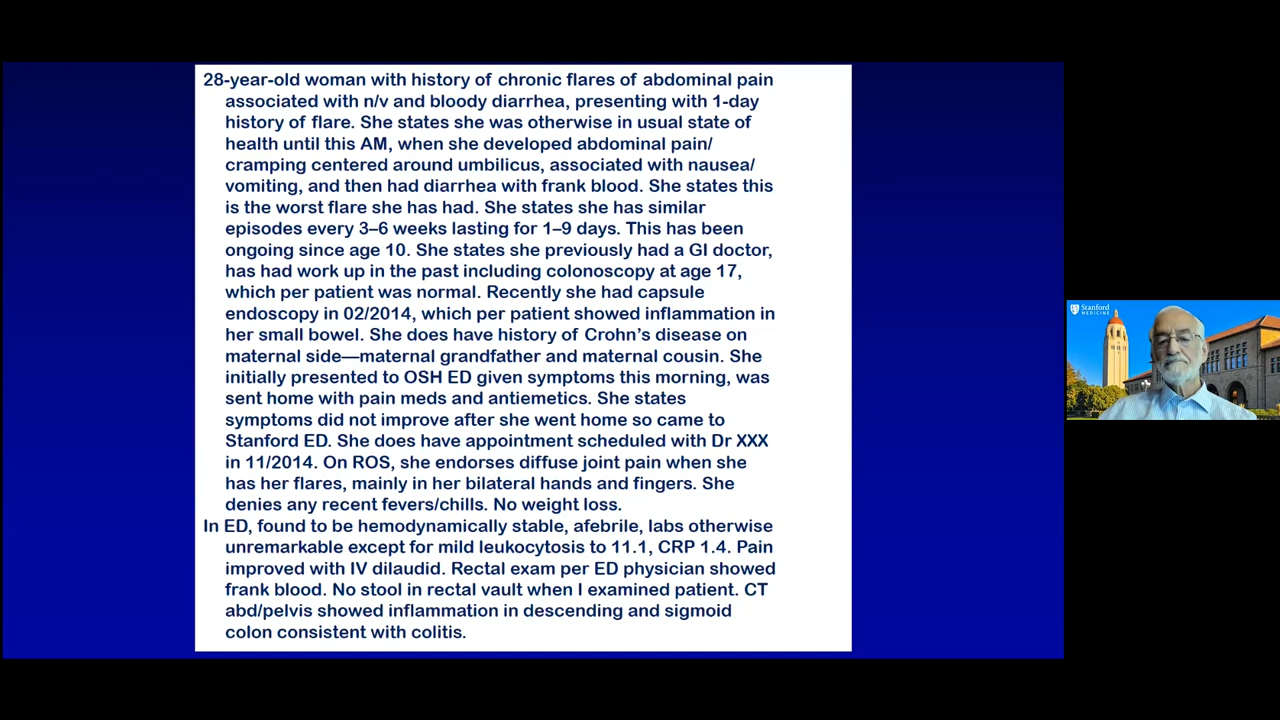 28-year-old woman with history of chronic flares of abdominal pain
associated with n/v and bloody diarrhea, presenting with 1-day
history of flare. She states she was otherwise in usual state of
health until this AM, when she developed abdominal pain/
cramping centered around umbilicus, associated with nausea/
vomiting, and then had diarrhea with frank blood. She states this
is the worst flare she has had. She states she has similar
episodes every 3–6 weeks lasting for 1–9 days. This has been
ongoing since age 10. She states she previously had a GI doctor,
has had work up in the past including colonoscopy at age 17,
which per patient was normal. Recently she had capsule
endoscopy in 02/2014, which per patient showed inflammation in
her small bowel. She does have history of Crohn's disease on
maternal side—maternal grandfather and maternal cousin. She
initially presented to OSH ED given symptoms this morning, was
sent home with pain meds and antiemetics. She states
symptoms did not improve after she went home so came to
Stanford ED. She does have appointment scheduled with Dr XXX
in 11/2014. On ROS, she endorses diffuse joint pain when she
has her flares, mainly in her bilateral hands and fingers. She
denies any recent fevers/chills. No weight loss.
In ED, found to be hemodynamically stable, afebrile, labs otherwise
unremarkable except for mild leukocytosis to 11.1, CRP 1.4. Pain
improved with IV dilaudid. Rectal exam per ED physician showed
frank blood. No stool in rectal vault when I examined patient. CT
abd/pelvis showed inflammation in descending and sigmoid
colon consistent with colitis.
Stanford
MEDICINE